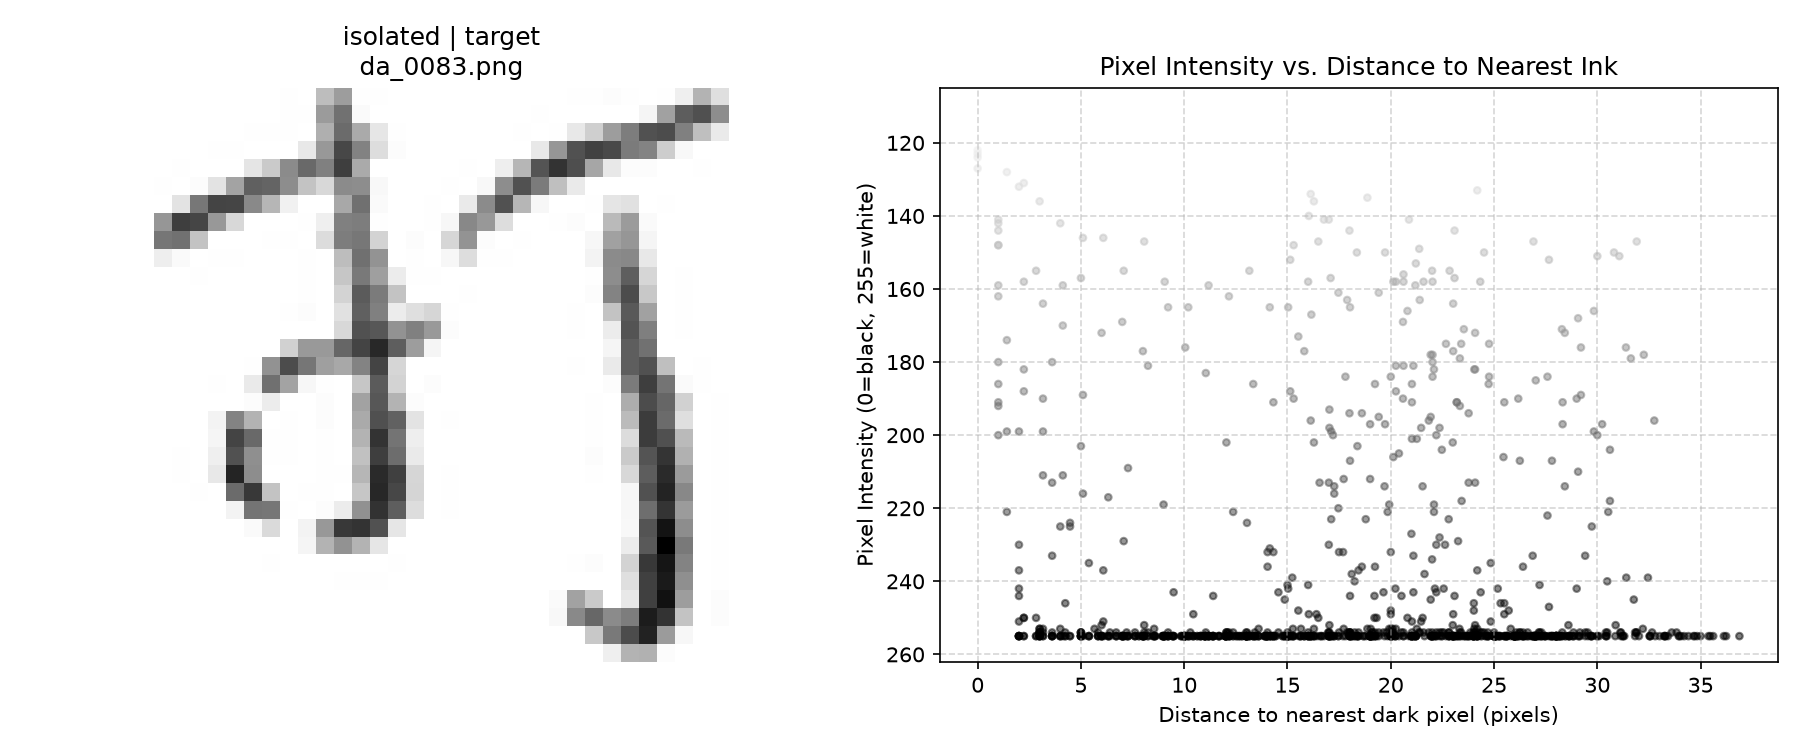 isolated | target
da_0083.png
打
Pixel Intensity vs. Distance to Nearest Ink
Pixel Intensity (0=black, 255=white)
120
140
160
180
200
220
240
260
0 5 10 15 20 25 30 35
Distance to nearest dark pixel (pixels)